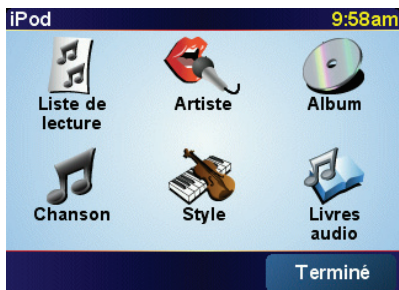 iPod 9:58am
Liste de
lecture
Artiste
Album
Chanson
Style
Livres
audio
Terminé